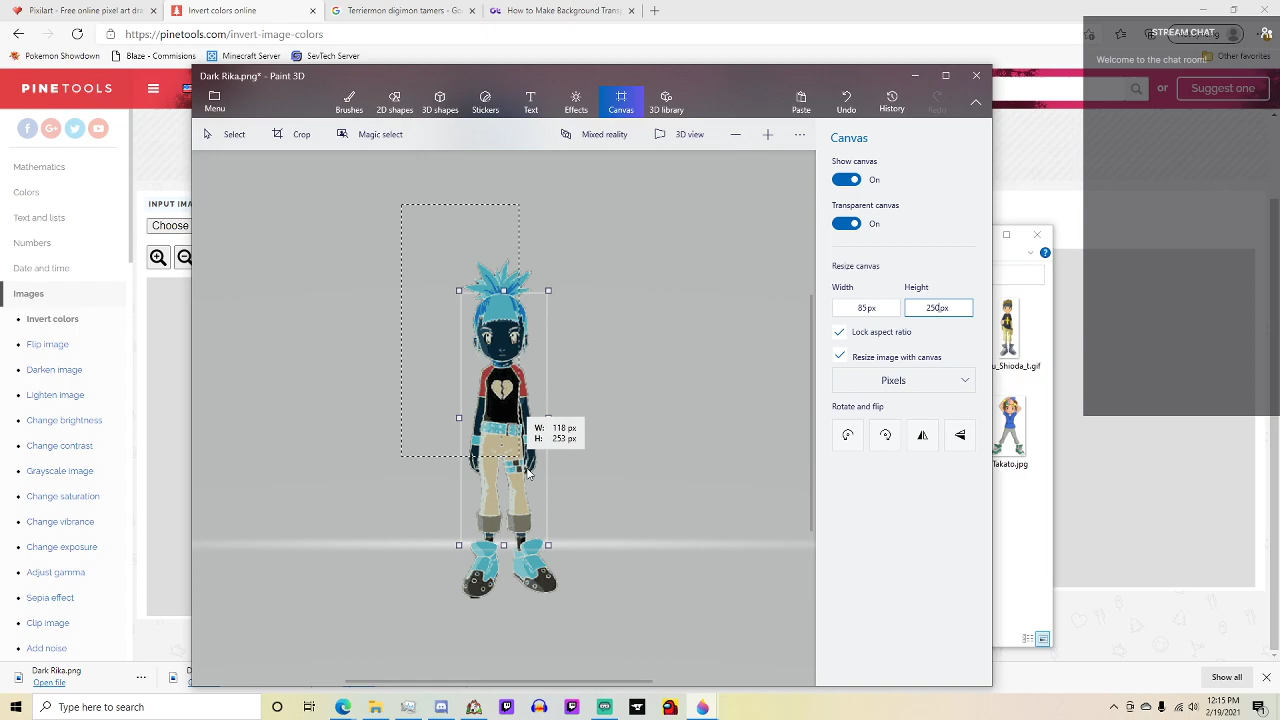 Pixilart - Free online pixel art dra
Invert colors
Terriermon digimon tamers - Go
How to Make Background Trans
https://pinetools.com/invert-image-colors
STREAM CHAT
Pokemon Showdown
Blaze - Comissions
Minecraft Server
SexTech Server
Other favorites
Welcome to the chat room!
Dark Rika.png* - Paint 3D
PINETOOLS
or
Suggest one
Menu
Brushes
2D shapes
3D shapes
Stickers
Text
Effects
Canvas
3D library
Paste
Undo
History
Redo
Select
Crop
Magic select
Mixed reality
3D view
Canvas
Show canvas
On
Transparent canvas
On
Resize canvas
Width
Height
85px
250px
Lock aspect ratio
Resize image with canvas
Pixels
Rotate and flip
W: 118 px
H: 253 px
Mathematics
Colors
Text and lists
Numbers
Date and time
Images
Invert colors
Flip image
Darken image
Lighten image
Change brightness
Change contrast
Grayscale image
Change saturation
Change vibrance
Change exposure
Adjust gamma
Sepia effect
Clip image
Add noise
INPUT IMA
Choose
u_Shioda_t.gif
Takato.jpg
Dark Rika.png
Open file
Show all
Type here to search
12:15 PM
2/19/2021